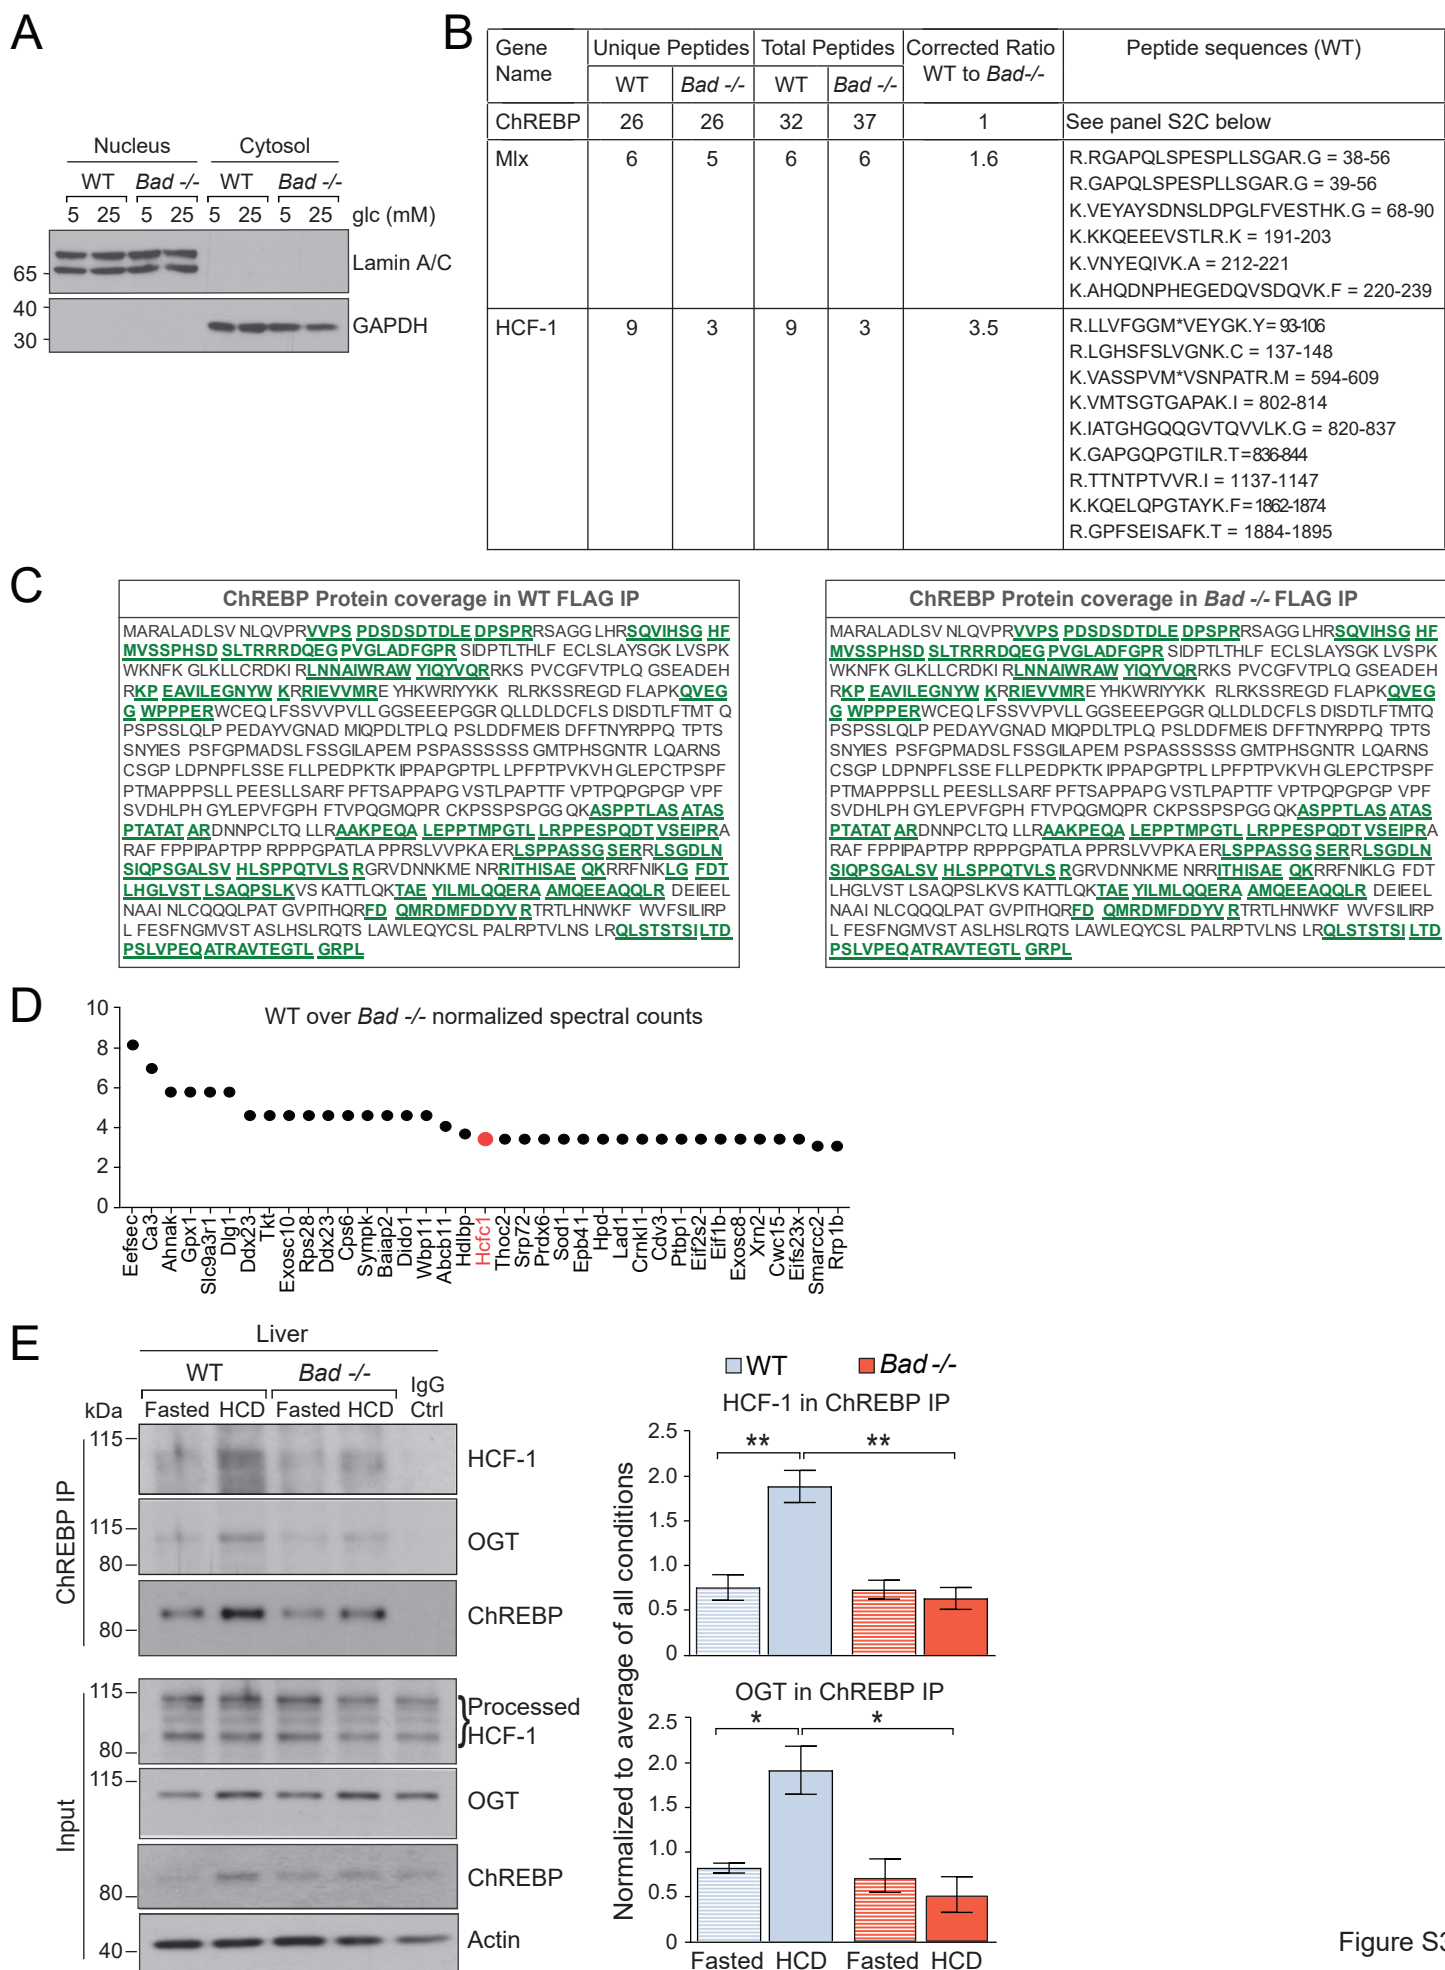 A
Nucleus Cytosol
WT Bad -/- WT Bad -/-
5 25 5 25 5 25 5 25 glc (mM)
65 Lamin A/C
40
30 GAPDH
B
Gene Name Unique Peptides Total Peptides Corrected Ratio WT to Bad-/- Peptide sequences (WT)
WT Bad -/- WT Bad -/-
ChREBP 26 26 32 37 1 See panel S2C below
Mlx 6 5 6 6 1.6 R.RGAPQLSPESPLLSGAR.G = 38-56
R.GAPQLSPESPLLSGAR.G = 39-56
K.VEYAYSDNSLDPGLFVESTHK.G = 68-90
K.KKQEEEVSTLR.K = 191-203
K.VNYEQIVK.A = 212-221
K.AHQDNPHEGEDQVSDQVK.F = 220-239
HCF-1 9 3 9 3 3.5 R.LLVFGGM*VEYGK.Y= 93-106
R.LGHSFSLVGNK.C = 137-148
K.VASSPVM*VSNPATR.M = 594-609
K.VMTSGTGAPAK.I = 802-814
K.IATGHGQQGVTQVVLK.G = 820-837
K.GAPGQPGTILR.T=836-844
R.TTNTPTVVR.I = 1137-1147
K.KQELQPGTAYK.F=1862-1874
R.GPFSEISAFK.T = 1884-1895
C
ChREBP Protein coverage in WT FLAG IP
MARALADLSV NLQVPRVVPS PDSDSDTDLE DPSPRRSAGG LHRSQVIHSG HF
MVSSPHSD SLTRRRDQEG PVGLADFGPR SIDPTLTHLF ECLSLAYSGK LVSPK
WKNFK GLKLLCRDKI RLNNAIWRAW YIQYVQRRKS PVCGFVTPLQ GSEADEH
RKP EAVILEGNYW KRRIEVVMRE YHKWRIYYKK RLRKSSREGD FLAPKQVEG
G WPPPERWCEQ LFSSVVPVLL GGSEEEPGGR QLLDLDCFLS DISDTLFTMT Q
PSPSSLQLP PEDAYVGNAD MIQPDLTPLQ PSLDDFMEIS DFFTNYRPPQ TPTS
SNYIES PSFGPMADSL FSSGILAPEM PSPASSSSSS GMTPHSGNTR LQARNS
CSGP LDPNPFLSSE FLLPEDPKTK IPPAPGPTPL LPFPTPVKVH GLEPCTPSPF
PTMAPPPSLL PEESLLSARF PFTSAPPAPG VSTLPAPTTF VPTPQPGPGP VPF
SVDHLPH GYLEPVFGPH FTVPQGMQPR CKPSSPSPGG QKASPPTLAS ATAS
PTATAT ARDNNPCLTQ LLRAAKPEQA LEPPTMPGTL LRPPESPQDT VSEIPRA
RAF FPPIPAPTPP RPPPGPATLA PPRSLVVPKAERLSPPASSGSERRLSGDLN
SIQPSGALSV HLSPPQTVLS RGRVDNNKME NRRITHISAE QKRRFNIKLG FDT
LHGLVST LSAQPSLKVS KATTLQKTAEYILMLQQERA AMQEEAQQLR DEIEEL
NAAI NLCQQQLPAT GVPITHQRFD QMRDMFDDYV RTRTLHNWKF WVFSILIRP
L FESFNGMVST ASLHSLRQTS LAWLEQYCSL PALRPTVLNS LRQLSTSTSILTD
PSLVPEQATRAVTEGTL GRPL
ChREBP Protein coverage in Bad -/- FLAG IP
MARALADLSV NLQVPRVVPS PDSDSDTDLE DPSPRRSAGG LHRSQVIHSG HF
MVSSPHSD SLTRRRDQEG PVGLADFGPR SIDPTLTHLF ECLSLAYSGK LVSPK
WKNFK GLKLLCRDKI RLNNAIWRAW YIQYVQRRKS PVCGFVTPLQ GSEADEH
RKP EAVILEGNYW KRRIEVVMRE YHKWRIYYKK RLRKSSREGD FLAPKQVEG
G WPPPERWCEQ LFSSVVPVLL GGSEEEPGGR QLLDLDCFLS DISDTLFTMTQ
PSPSSLQLP PEDAYVGNAD MIQPDLTPLQ PSLDDFMEIS DFFTNYRPPQ TPTS
SNYIES PSFGPMADSL FSSGILAPEM PSPASSSSSS GMTPHSGNTR LQARNS
CSGP LDPNPFLSSE FLLPEDPKTK IPPAPGPTPL LPFPTPVKVH GLEPCTPSPF
PTMAPPPSLL PEESLLSARF PFTSAPPAPG VSTLPAPTTF VPTPQPGPGP VPF
SVDHLPH GYLEPVFGPH FTVPQGMQPR CKPSSPSPGG QKASPPTLAS ATAS
PTATAT ARDNNPCLTQ LLRAAKPEQA LEPPTMPGTL LRPPESPQDT VSEIPRA
RAF FPPIPAPTPP RPPPGPATLA PPRSLVVPKAERLSPPASSGSERRLSGDLN
SIQPSGALSV HLSPPQTVLS RGRVDNNKME NRRITHISAE QKRRFNIKLG FDT
LHGLVST LSAQPSLKVS KATTLQKTAEYILMLQQERA AMQEEAQQLR DEIEEL
NAAI NLCQQQLPAT GVPITHQRFD QMRDMFDDYV RTRTLHNWKF WVFSILIRP
L FESFNGMVST ASLHSLRQTS LAWLEQYCSL PALRPTVLNS LRQLSTSTSILTD
PSLVPEQATRAVTEGTL GRPL
D
WT over Bad -/- normalized spectral counts
10
8
6
4
2
0
Eefsec Ca3 Ahnak Gpx1 Slc9a3r1 Dlg1 Ddx23 Tkt Exosc10 Rps28 Ddx23 Cps6 Sympk Baiap2 Dido1 Wbp11 Abcb11 Hdlbp Hcfc1 Thoc2 Srp72 Prdx6 Sod1 Epb41 Hpd Lad1 Crnkl1 Cdv3 Ptbp1 Eif2s2 Eif1b Exosc8 Xrn2 Cwc15 Eifs23x Smarcc2 Rrp1b
E
Liver
WT Bad -/- IgG Ctrl
kDa Fasted HCD Fasted HCD
ChREBP IP
115 HCF-1
115 OGT
80
80 ChREBP
Input
115 Processed
80 HCF-1
115 OGT
80 ChREBP
40 Actin
WT Bad -/-
HCF-1 in ChREBP IP
Normalized to average of all conditions
2.5
2.0
1.5
1.0
0.5
0
** **
OGT in ChREBP IP
2.5
2.0
1.5
1.0
0.5
0
* *
Fasted HCD Fasted HCD
Figure S3